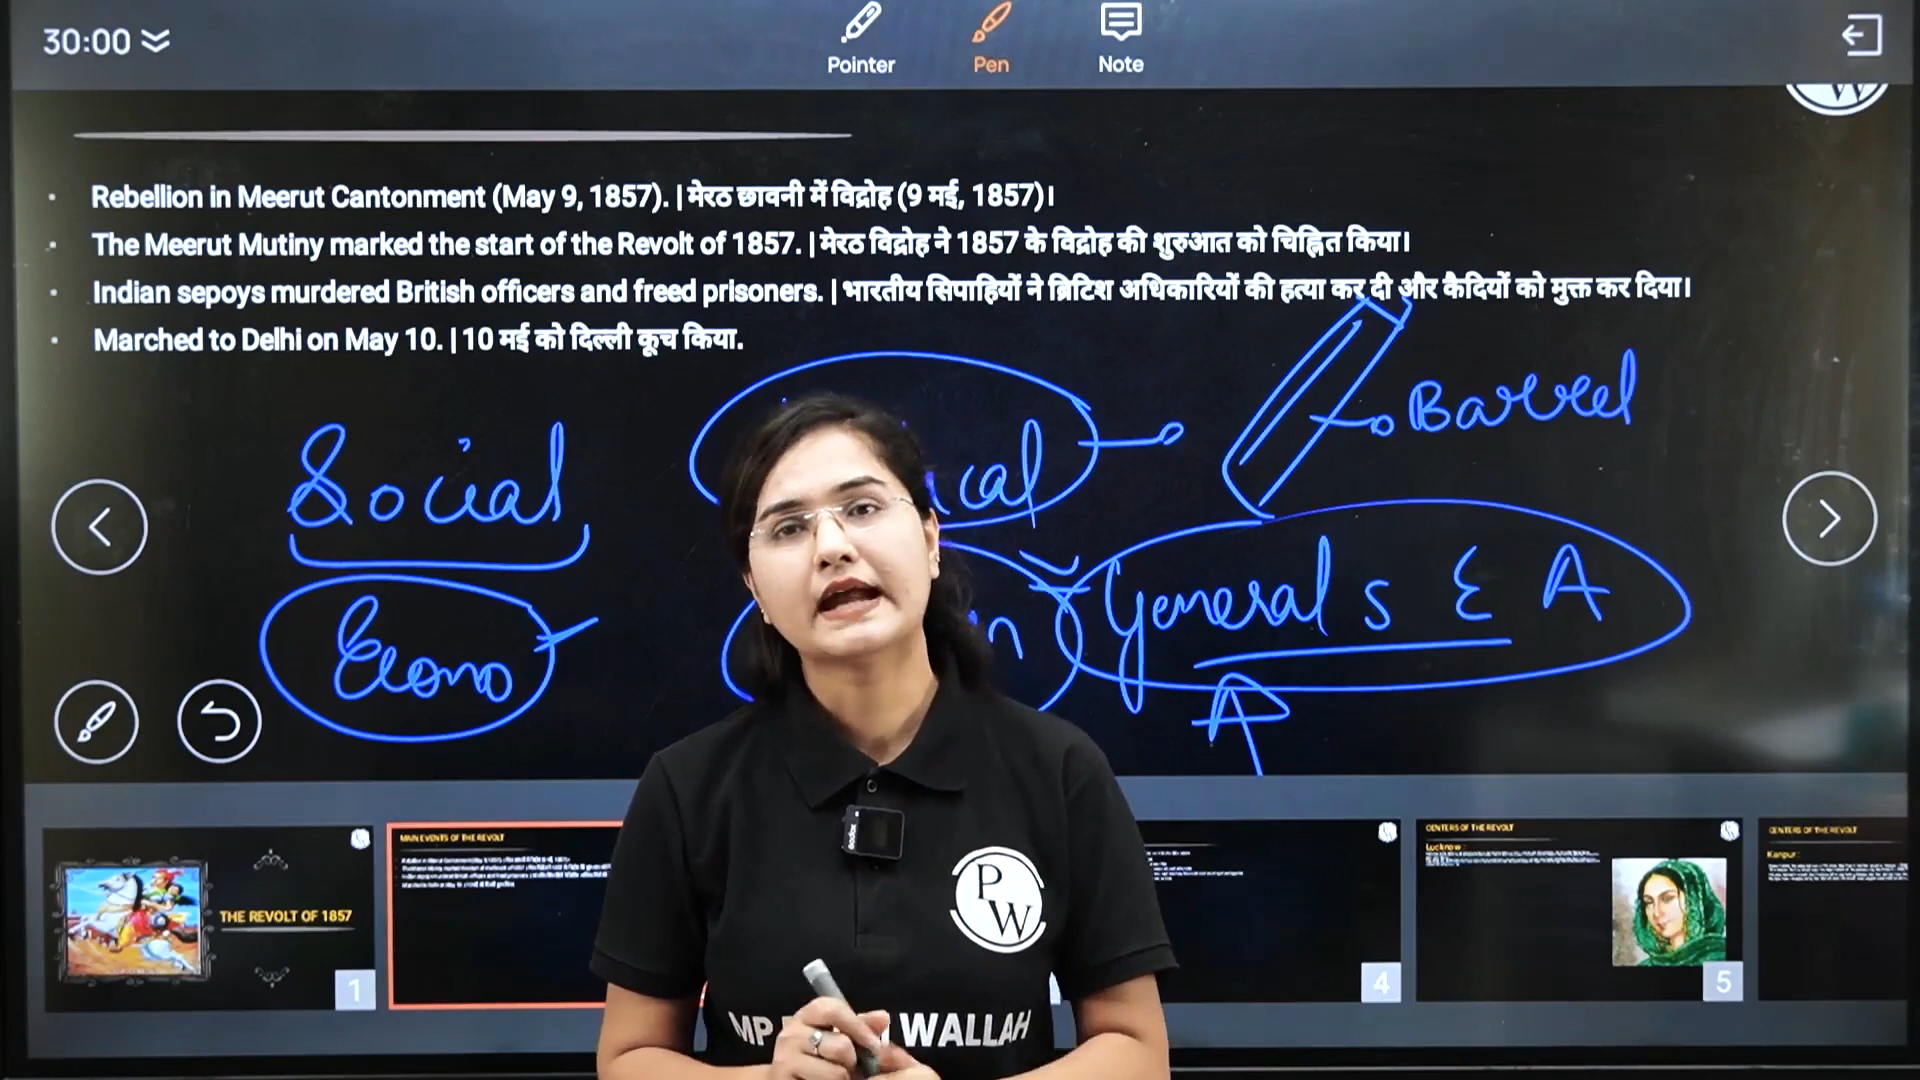 30:00
Pointer
Pen
Note
W
Rebellion in Meerut Cantonment (May 9, 1857). | मेरठ छावनी में विद्रोह (9 मई, 1857)।
The Meerut Mutiny marked the start of the Revolt of 1857. | मेरठ विद्रोह ने 1857 के विद्रोह की शुरुआत को चिह्नित किया।
Indian sepoys murdered British officers and freed prisoners. | भारतीय सिपाहियों ने ब्रिटिश अधिकारियों की हत्या कर दी और कैदियों को मुक्त कर दिया।
Marched to Delhi on May 10. | 10 मई को दिल्ली कूच किया.
Barrel
Social
ical
General S E A
Econo
n
THE REVOLT OF 1857
1
MAIN EVENTS OF THE REVOLT
4
CENTERS OF THE REVOLT
Lucknow :
5
CENTERS OF THE REVOLT
Kanpur :
PW
MP WALLAH